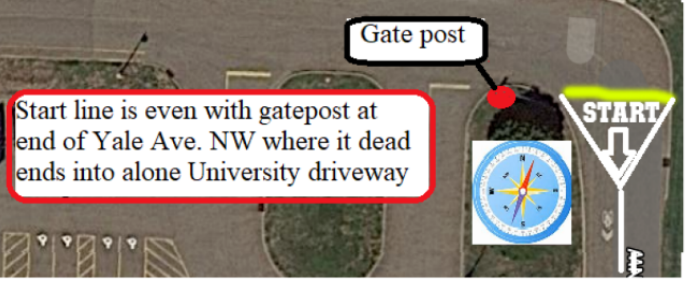 Gate post
START
Start line is even with gatepost at
end of Yale Ave. NW where it dead
ends into alone University driveway
N